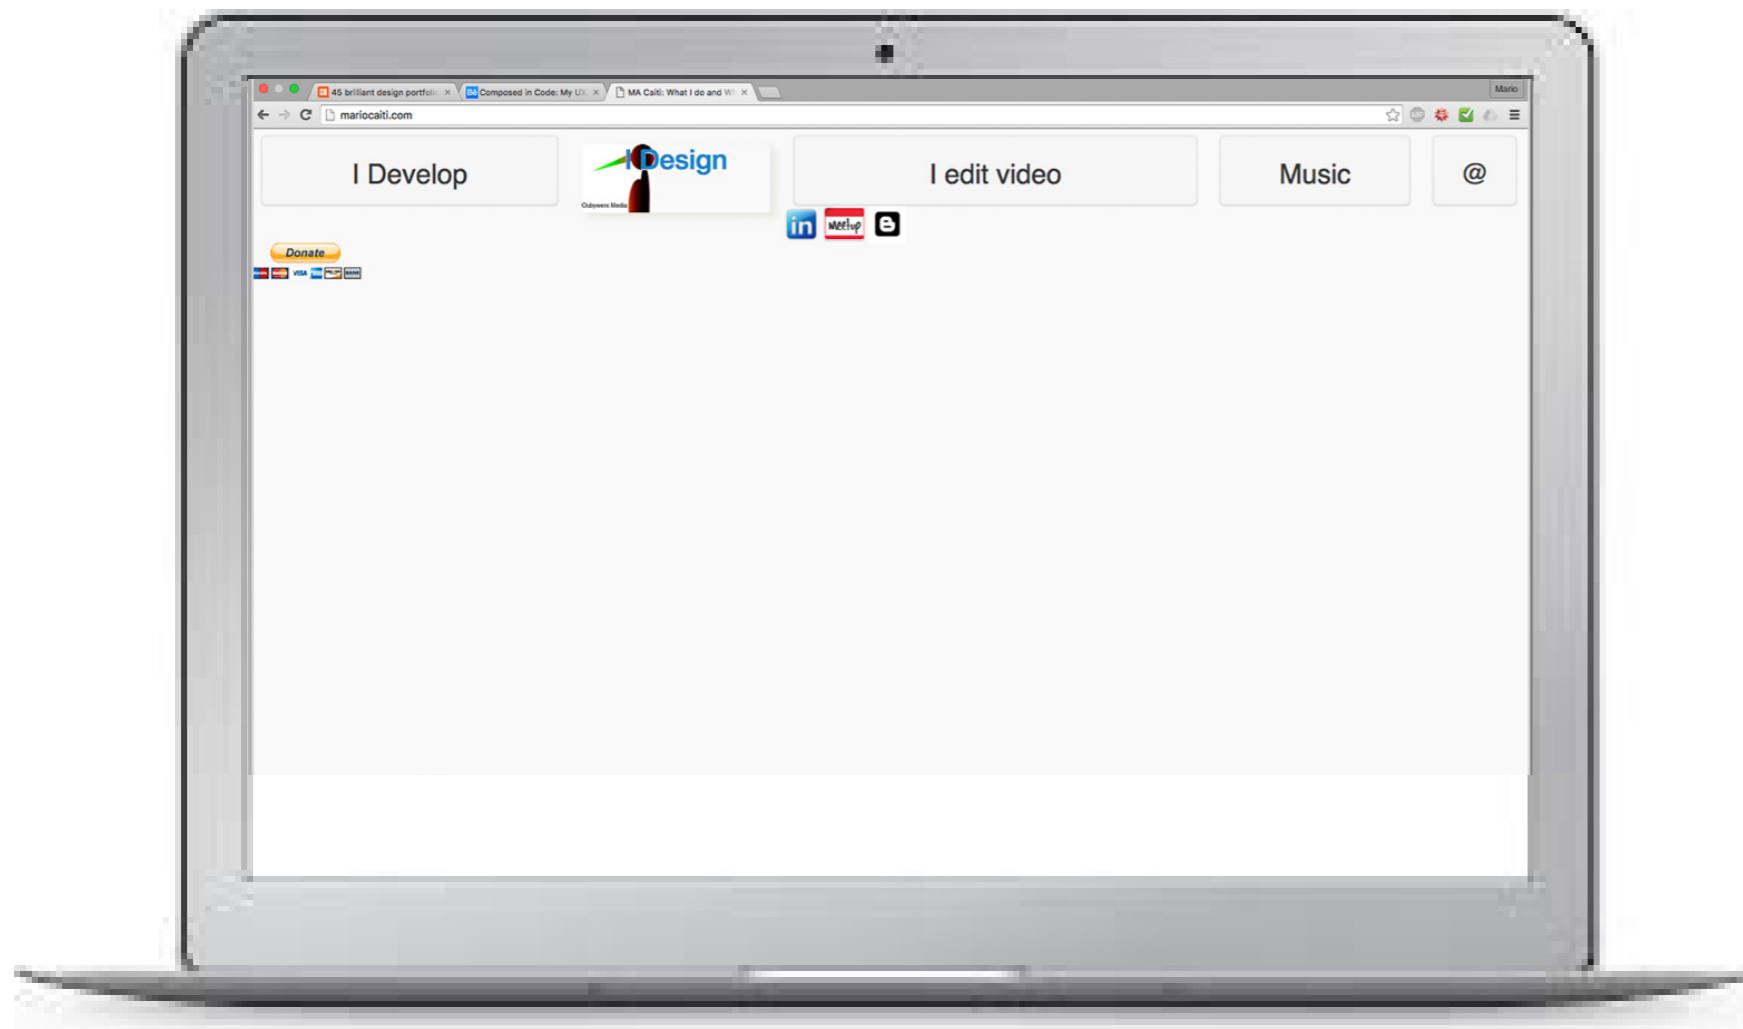 45 brilliant design portfolio
Composed in Code: My UX
MA Caiti: What I do and W
Mario
mariocaiti.com
I Develop
I Design
I edit video
Music
@
in
Meetup
Donate
VISA